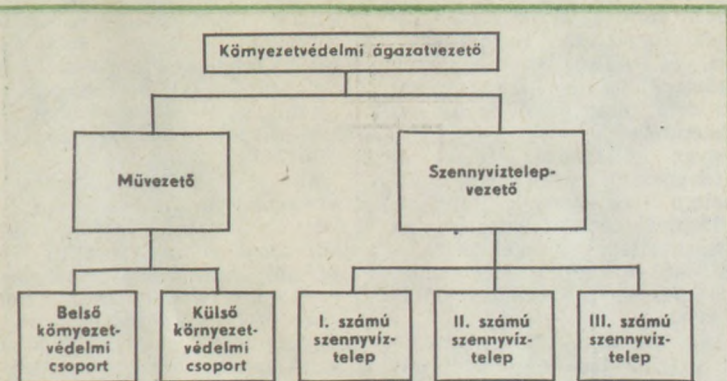 Környezetvédelmi ágazatvezető
Művezető
Szennyvíztelep-
vezető
Belső
környezet-
védelmi
csoport
Külső
környezet-
védelmi
csoport
I. számú
szennyvíz-
telep
II. számú
szennyvíz-
telep
III. számú
szennyvíz-
telep